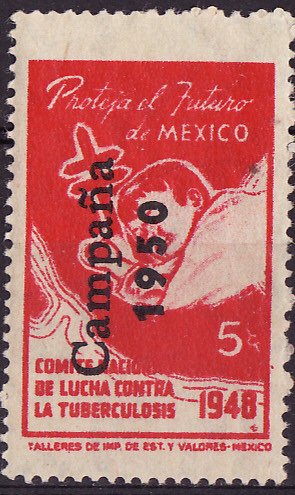 Proteja el Futuro
de MEXICO
Campaña
1950
5¢
COMITE NACIONAL
DE LUCHA CONTRA
LA TUBERCULOSIS 1948
TALLERES DE IMP. DE EST. Y VALORES-MEXICO